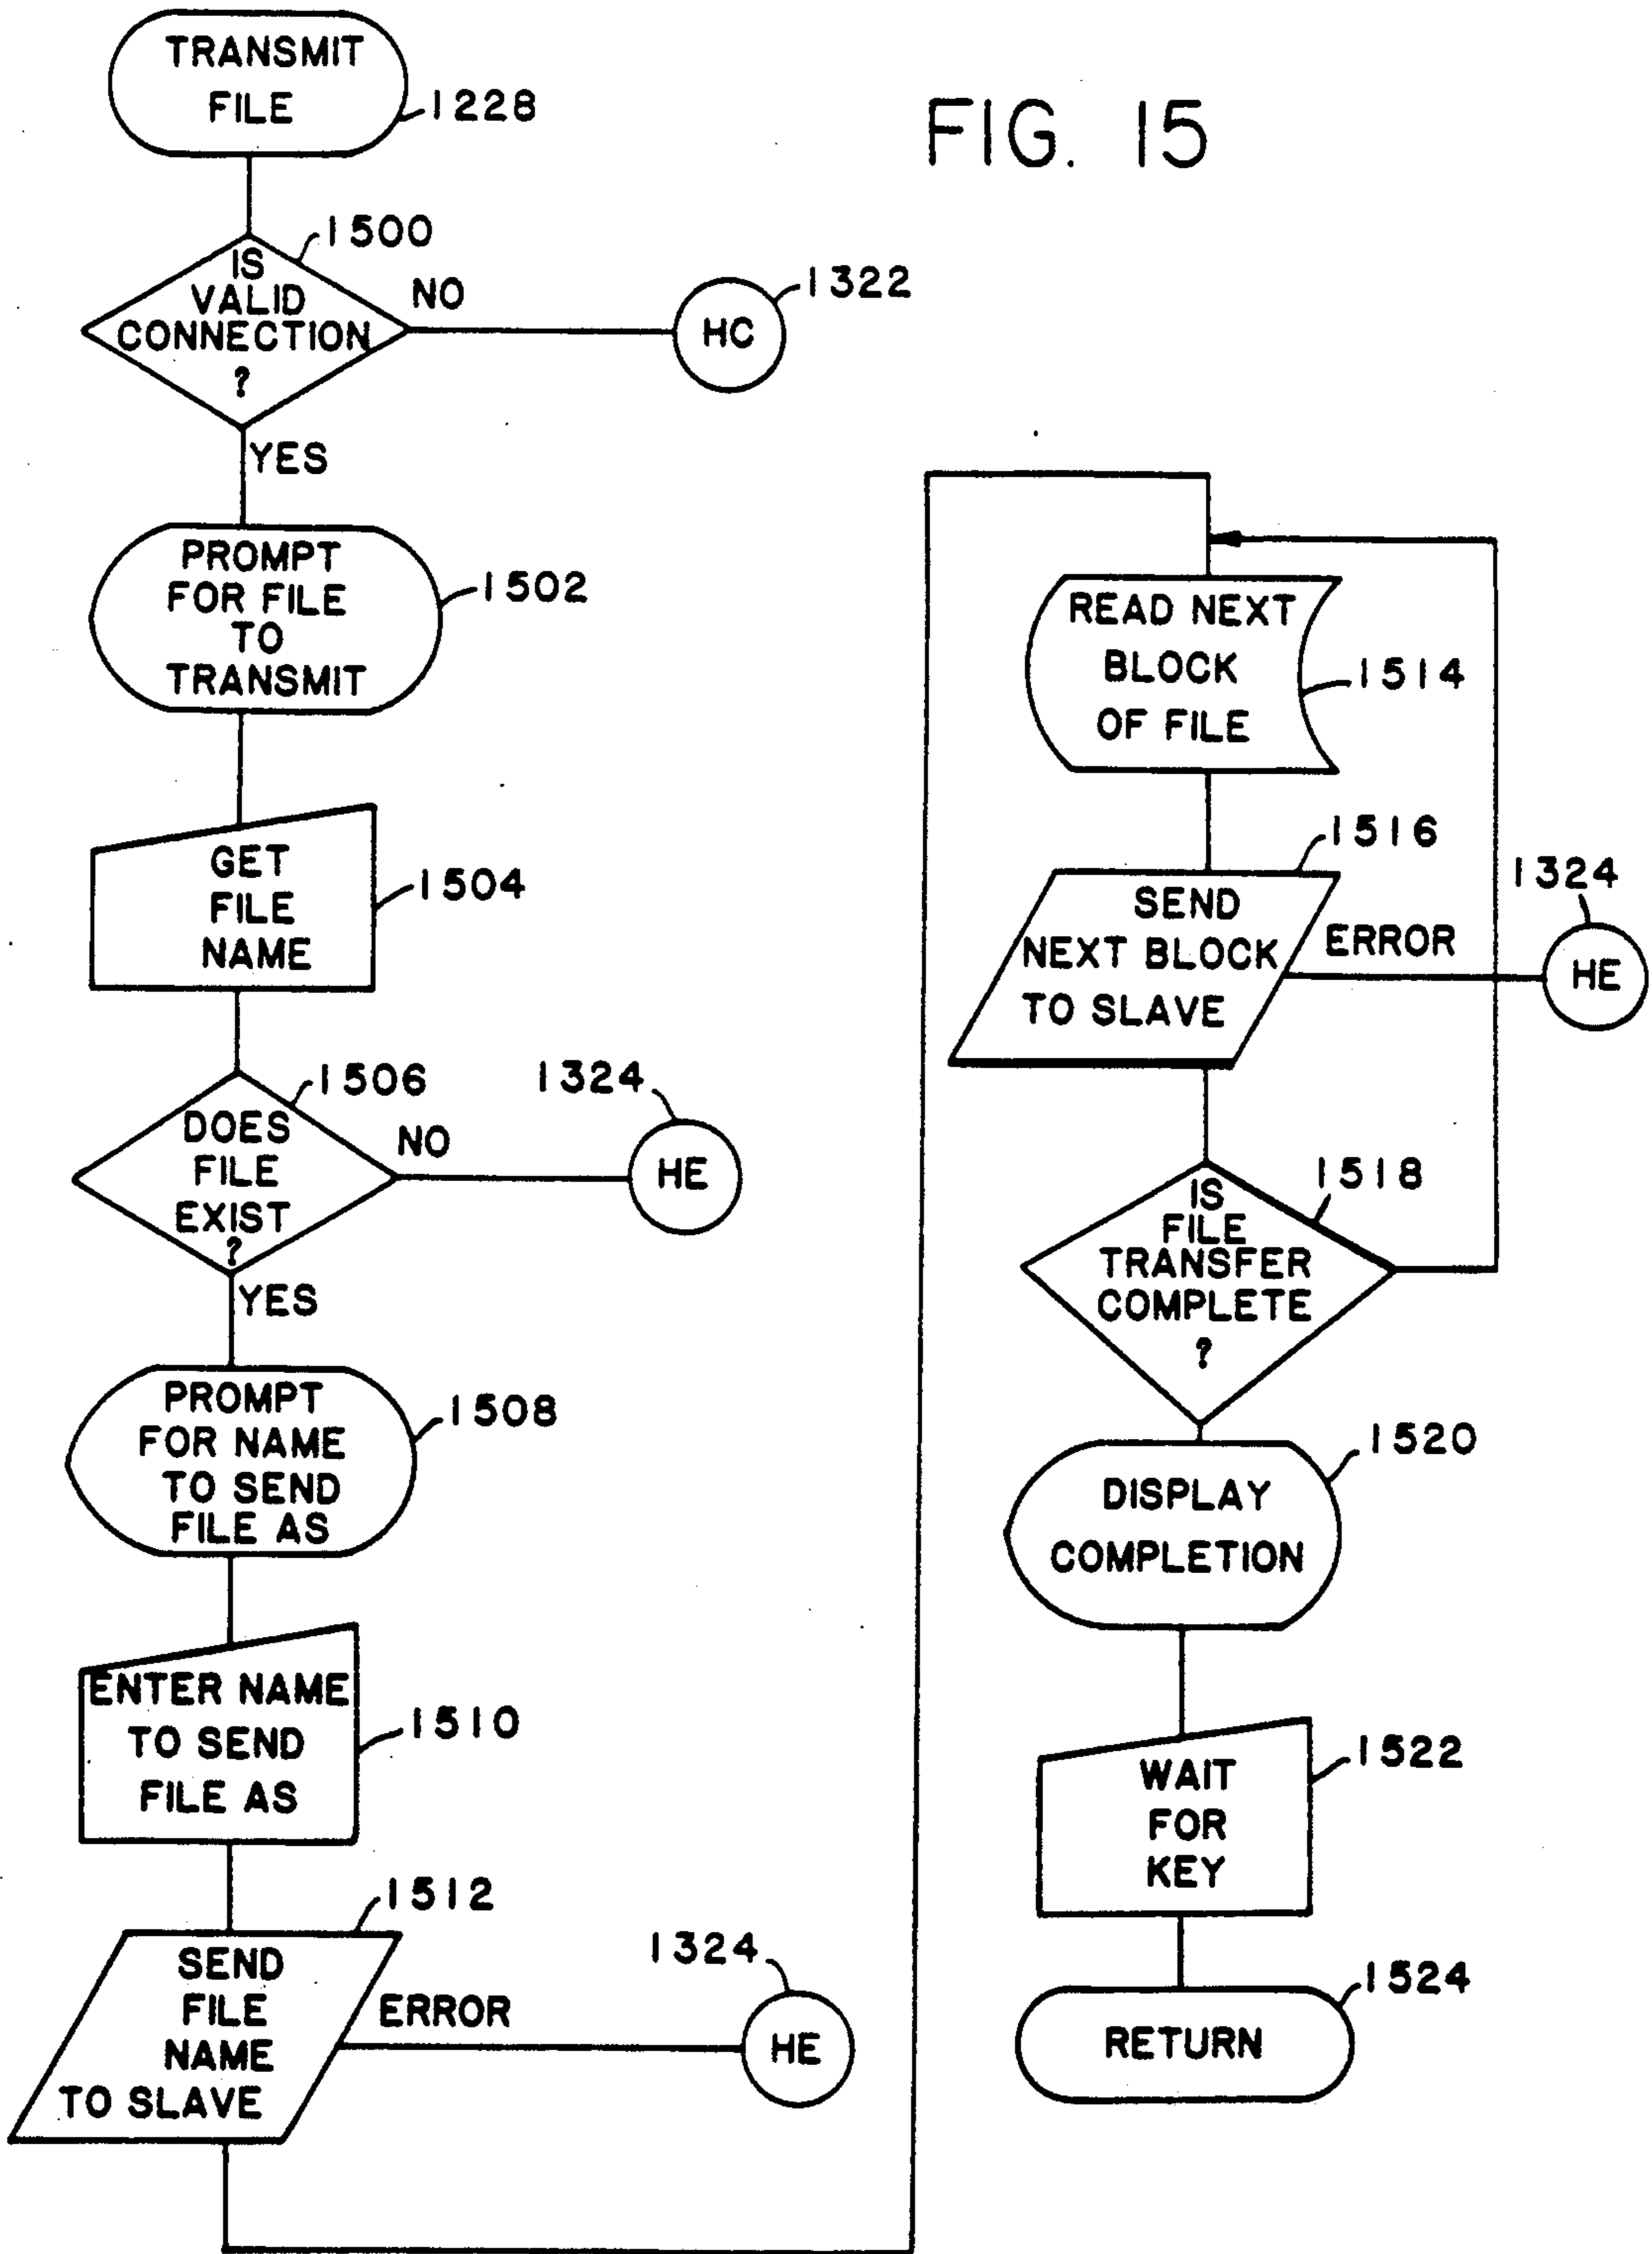 TRANSMIT
FILE
1228
FIG. 15
1500
IS
VALID
CONNECTION
?
NO
HC
1322
YES
PROMPT
FOR FILE
TO
TRANSMIT
1502
GET
FILE
NAME
1504
1506
DOES
FILE
EXIST
?
NO
1324
HE
YES
PROMPT
FOR NAME
TO SEND
FILE AS
1508
ENTER NAME
TO SEND
FILE AS
1510
1512
SEND
FILE
NAME
TO SLAVE
ERROR
1324
HE
READ NEXT
BLOCK
OF FILE
1514
1516
SEND
NEXT BLOCK
TO SLAVE
ERROR
1324
HE
1518
IS
FILE
TRANSFER
COMPLETE
?
1520
DISPLAY
COMPLETION
1522
WAIT
FOR
KEY
1524
RETURN